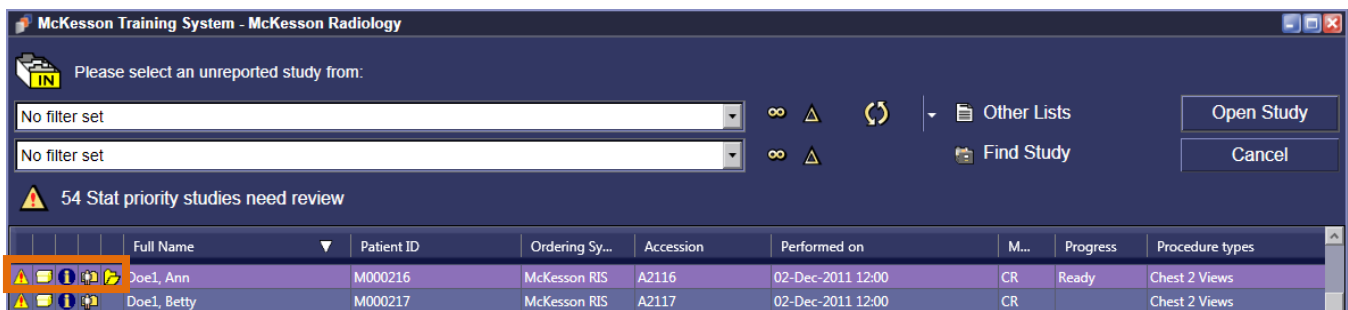 McKesson Training System - McKesson Radiology
IN Please select an unreported study from:
No filter set Other Lists Open Study
No filter set Find Study Cancel
54 Stat priority studies need review
Full Name Patient ID Ordering Sy... Accession Performed on M... Progress Procedure types
Doe1, Ann M000216 McKesson RIS A2116 02-Dec-2011 12:00 CR Ready Chest 2 Views
Doe1, Betty M000217 McKesson RIS A2117 02-Dec-2011 12:00 CR Chest 2 Views